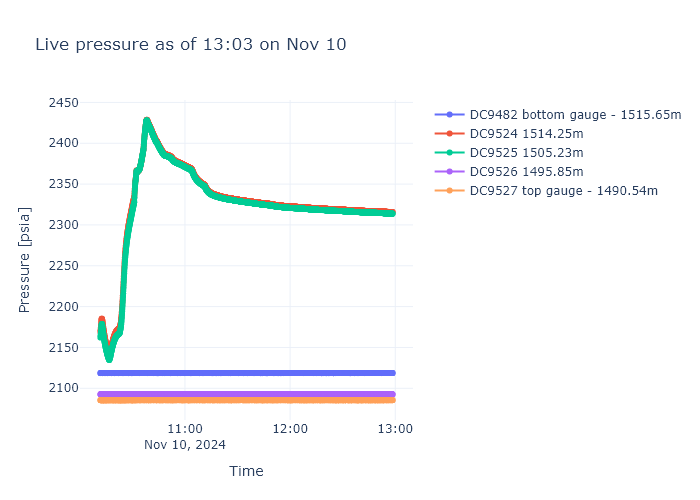 Live pressure as of 13:03 on Nov 10
2450
2400
2350
2300
2250
2200
2150
2100
Pressure [psia]
11:00
12:00
13:00
Nov 10, 2024
Time
DC9482 bottom gauge - 1515.65m
DC9524 1514.25m
DC9525 1505.23m
DC9526 1495.85m
DC9527 top gauge - 1490.54m